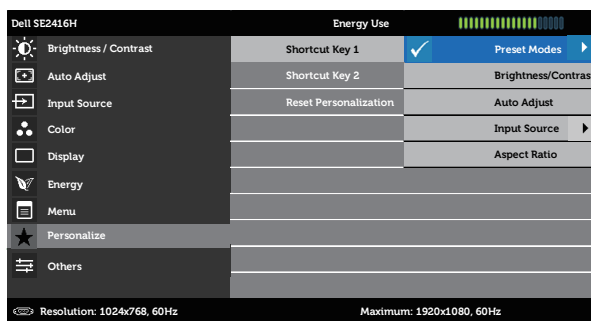 Dell SE2416H Energy Use
Brightness / Contrast Shortcut Key 1 Preset Modes
Auto Adjust Shortcut Key 2 Brightness/Contras
Input Source Reset Personalization Auto Adjust
Color Input Source
Display Aspect Ratio
Energy
Menu
Personalize
Others
Resolution: 1024x768, 60Hz Maximum: 1920x1080, 60Hz